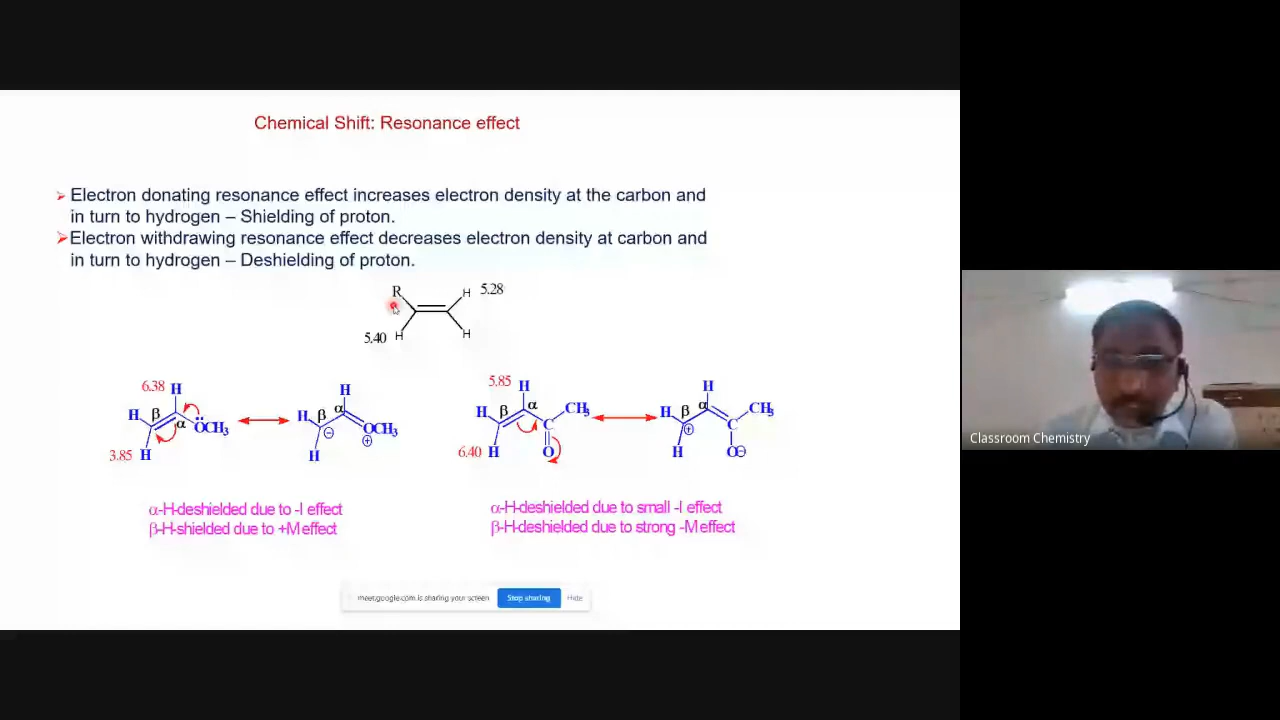 Chemical Shift: Resonance effect
Electron donating resonance effect increases electron density at the carbon and
in turn to hydrogen – Shielding of proton.
Electron withdrawing resonance effect decreases electron density at carbon and
in turn to hydrogen – Deshielding of proton.
R
H 5.28
5.40 H
H
6.38 H
H β α OCH3
3.85 H
H
H β α OCH3
⊖ ⊕
H
5.85 H
H β α CH3
C
6.40 H O
H
H β α CH3
⊕ C
H O⊖
α-H-deshielded due to -I effect
β-H-shielded due to +M effect
α-H-deshielded due to small -I effect
β-H-deshielded due to strong -M effect
meet.google.com is sharing your screen Stop sharing Hide
Classroom Chemistry